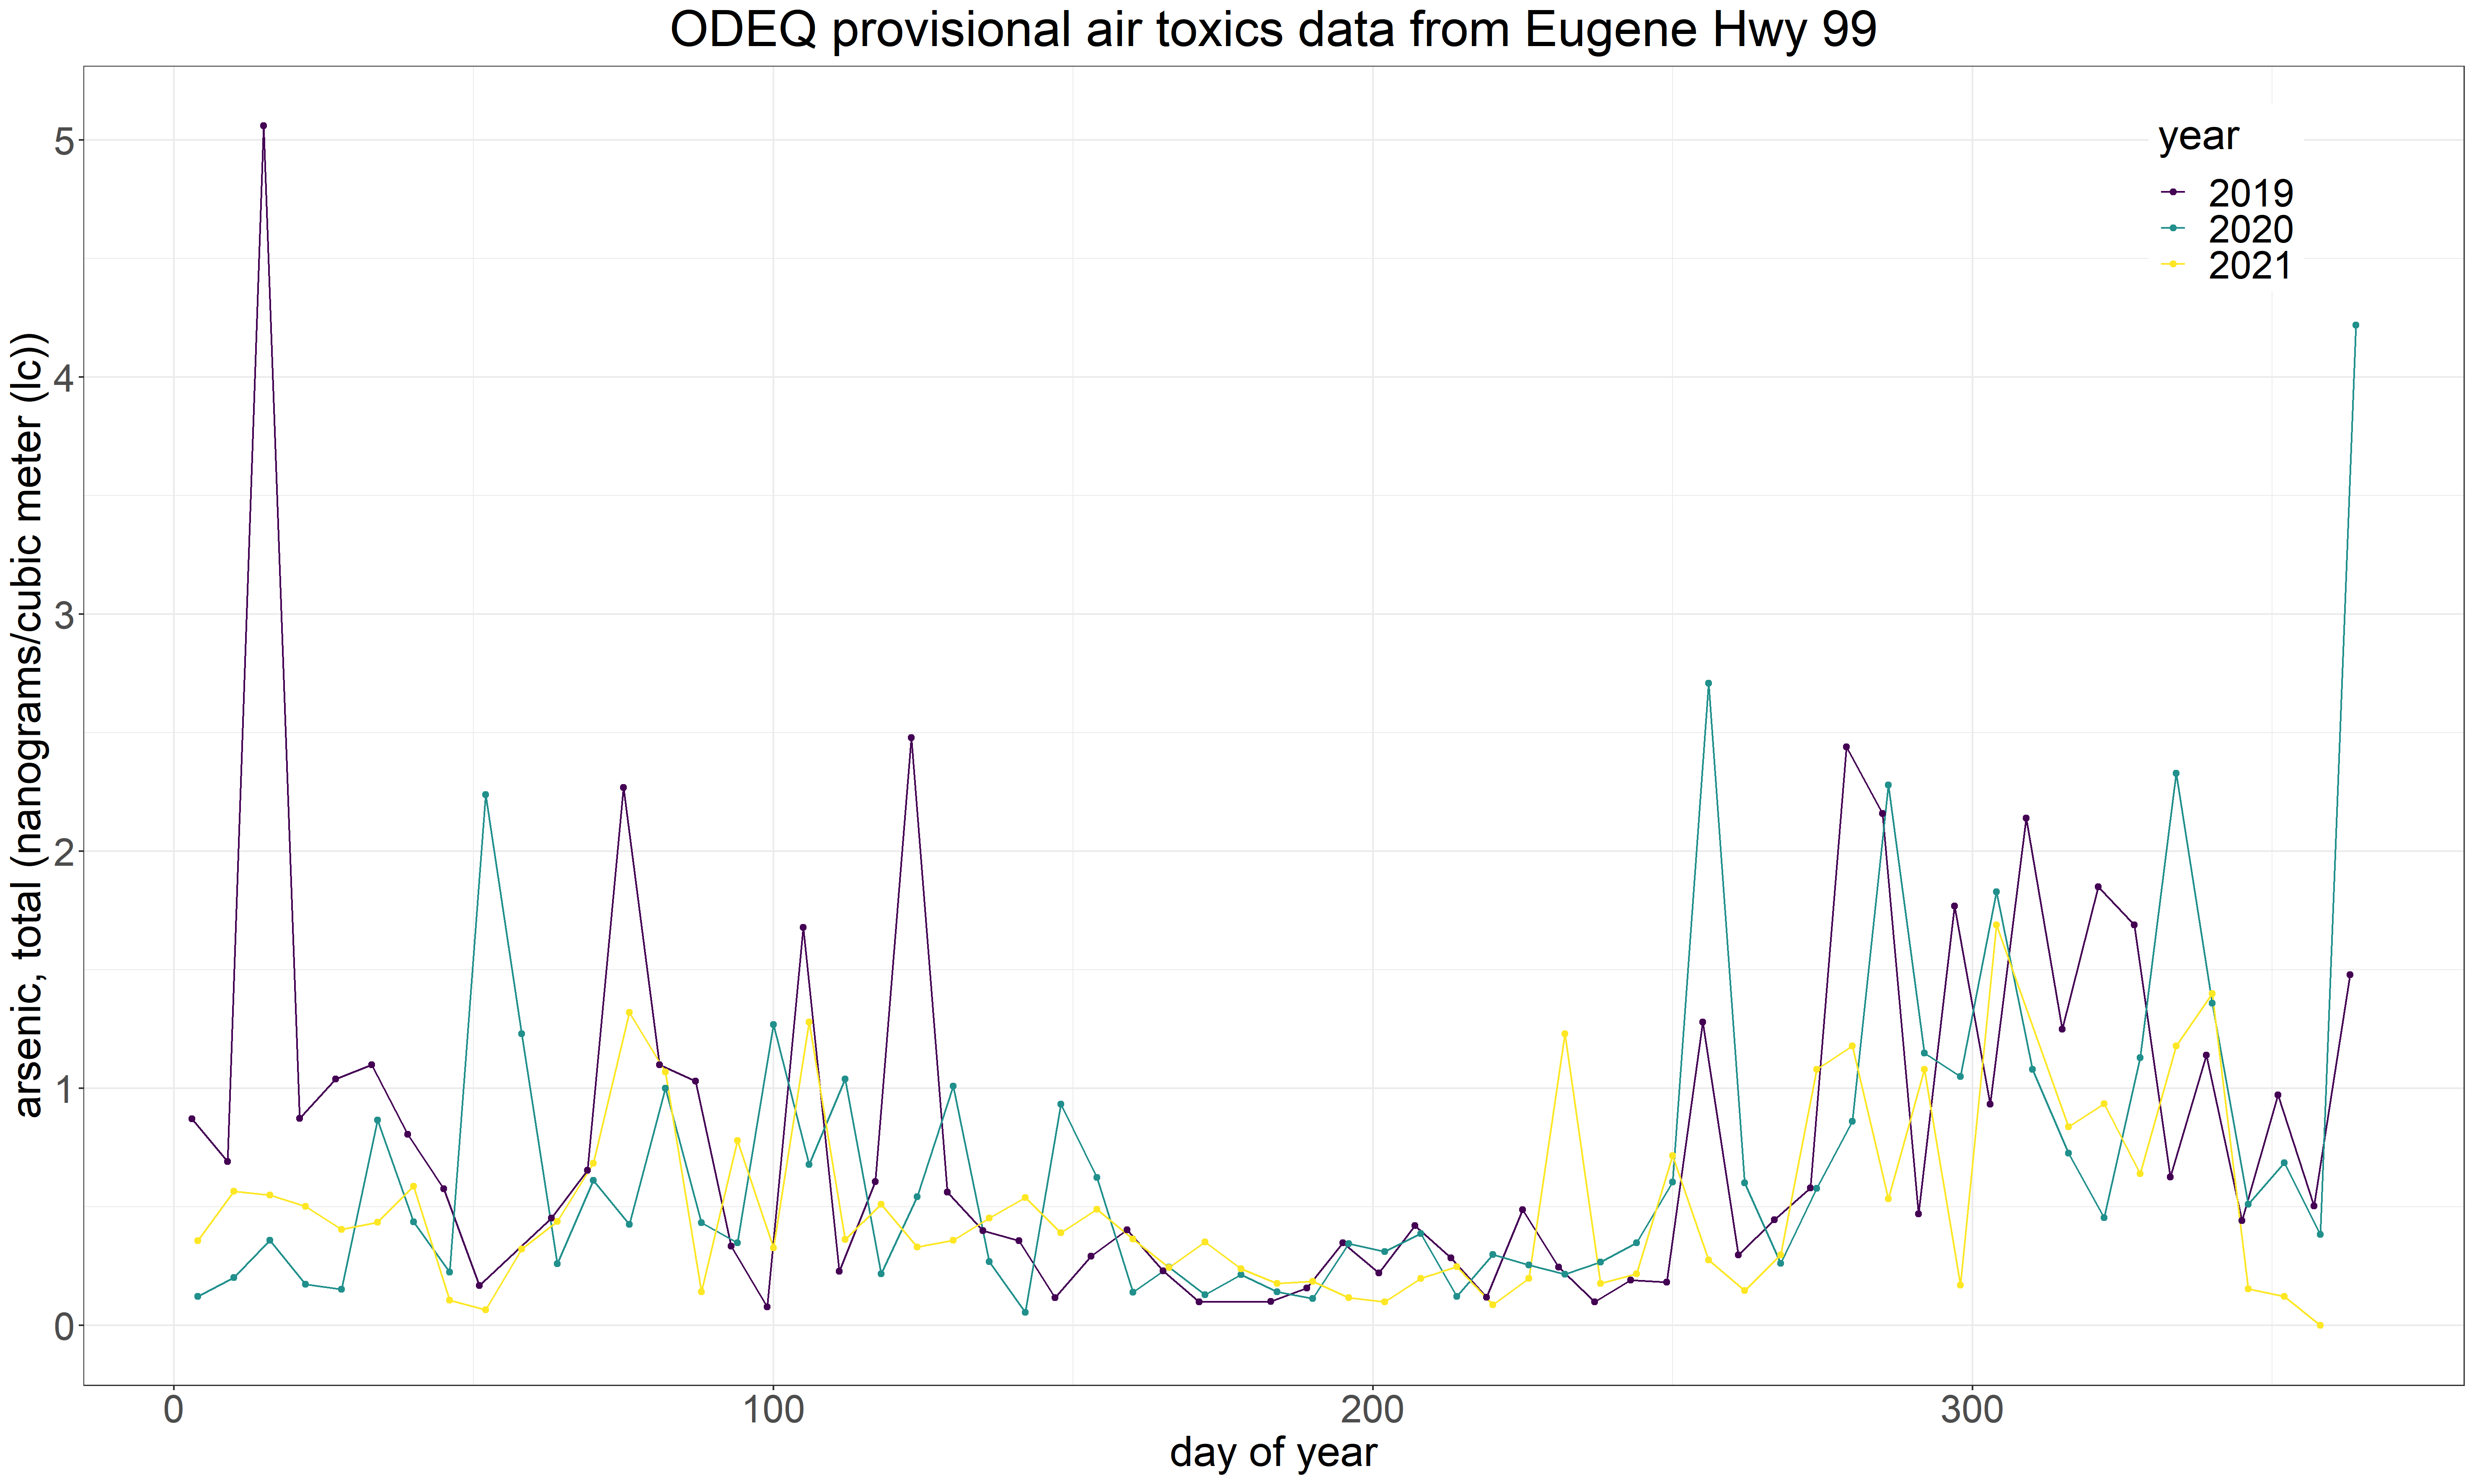 ODEQ provisional air toxics data from Eugene Hwy 99
arsenic, total (nanograms/cubic meter (lc))
5
4
3
2
1
0
year
2019
2020
2021
0 100 200 300
day of year